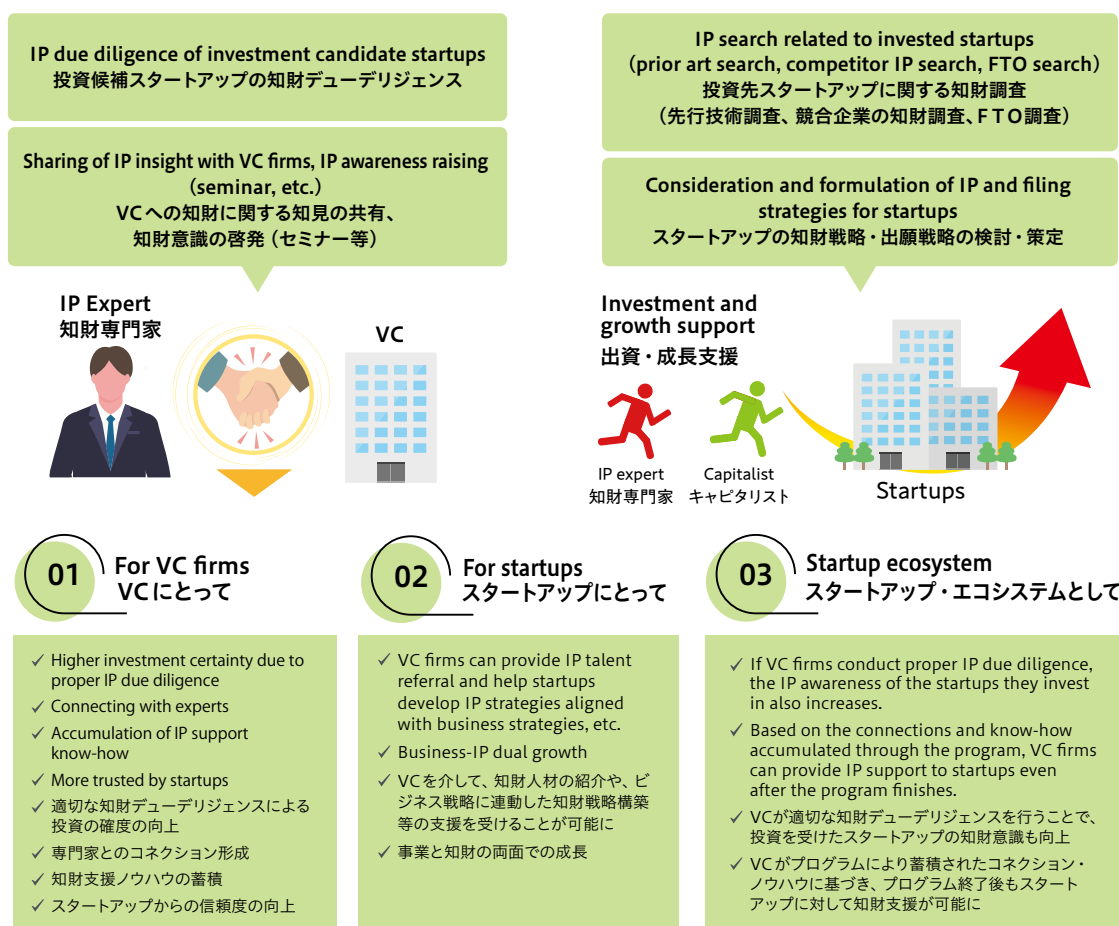 IP due diligence of investment candidate startups
投資候補スタートアップの知財デューデリジェンス
Sharing of IP insight with VC firms, IP awareness raising
(seminar, etc.)
VCへの知財に関する知見の共有、
知財意識の啓発（セミナー等）
IP search related to invested startups
(prior art search, competitor IP search, FTO search)
投資先スタートアップに関する知財調査
（先行技術調査、競合企業の知財調査、FTO調査）
Consideration and formulation of IP and filing
strategies for startups
スタートアップの知財戦略・出願戦略の検討・策定
IP Expert
知財専門家
VC
Investment and
growth support
出資・成長支援
IP expert
知財専門家
Capitalist
キャピタリスト
Startups
01
For VC firms
VCにとって
✓ Higher investment certainty due to
proper IP due diligence
✓ Connecting with experts
✓ Accumulation of IP support
know-how
✓ More trusted by startups
✓ 適切な知財デューデリジェンスによる
投資の確度の向上
✓ 専門家とのコネクション形成
✓ 知財支援ノウハウの蓄積
✓ スタートアップからの信頼度の向上
02
For startups
スタートアップにとって
✓ VC firms can provide IP talent
referral and help startups
develop IP strategies aligned
with business strategies, etc.
✓ Business-IP dual growth
✓ VCを介して、知財人材の紹介や、ビ
ジネス戦略に連動した知財戦略構築
等の支援を受けることが可能に
✓ 事業と知財の両面での成長
03
Startup ecosystem
スタートアップ・エコシステムとして
✓ If VC firms conduct proper IP due diligence,
the IP awareness of the startups they invest
in also increases.
✓ Based on the connections and know-how
accumulated through the program, VC firms
can provide IP support to startups even
after the program finishes.
✓ VCが適切な知財デューデリジェンスを行うことで、
投資を受けたスタートアップの知財意識も向上
✓ VCがプログラムにより蓄積されたコネクション・
ノウハウに基づき、プログラム終了後もスタート
アップに対して知財支援が可能に